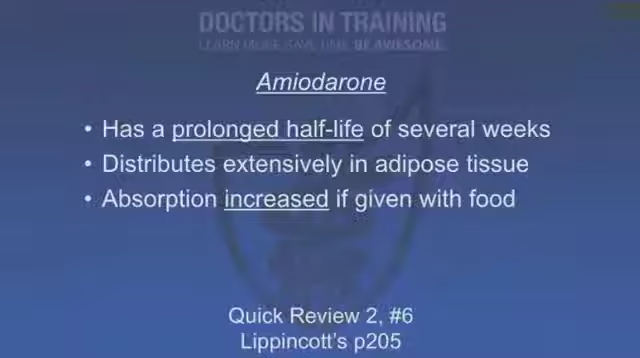 DOCTORS IN TRAINING
LEARN MORE. SAVE TIME. BE AWESOME.
Amiodarone
• Has a prolonged half-life of several weeks
• Distributes extensively in adipose tissue
• Absorption increased if given with food
Quick Review 2, #6
Lippincott's p205